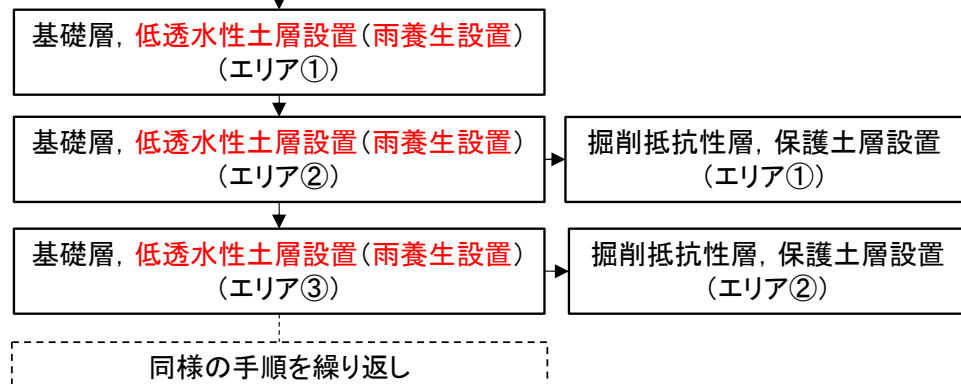 基礎層, 低透水性土層設置(雨養生設置)
(エリア①)
基礎層, 低透水性土層設置(雨養生設置)
(エリア②)
掘削抵抗性層, 保護土層設置
(エリア①)
基礎層, 低透水性土層設置(雨養生設置)
(エリア③)
掘削抵抗性層, 保護土層設置
(エリア②)
同様の手順を繰り返し